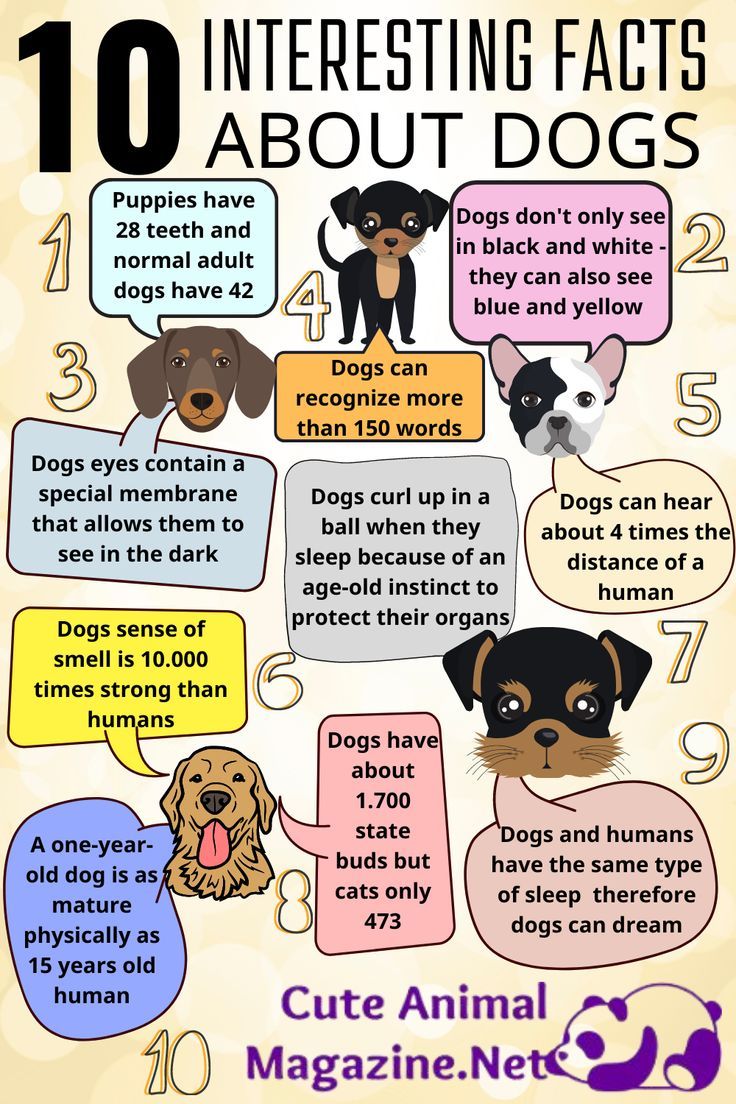 10
INTERESTING FACTS
ABOUT DOGS
1
Puppies have
28 teeth and
normal adult
dogs have 42
2
Dogs don't only see
in black and white -
they can also see
blue and yellow
3
Dogs eyes contain a
special membrane
that allows them to
see in the dark
4
Dogs can
recognize more
than 150 words
5
Dogs can hear
about 4 times the
distance of a
human
Dogs curl up in a
ball when they
sleep because of an
age-old instinct to
protect their organs
6
Dogs sense of
smell is 10.000
times strong than
humans
7
8
Dogs have
about
1.700
state
buds but
cats only
473
9
Dogs and humans
have the same type
of sleep therefore
dogs can dream
A one-year-
old dog is as
mature
physically as
15 years old
human
10
Cute Animal
Magazine.Net